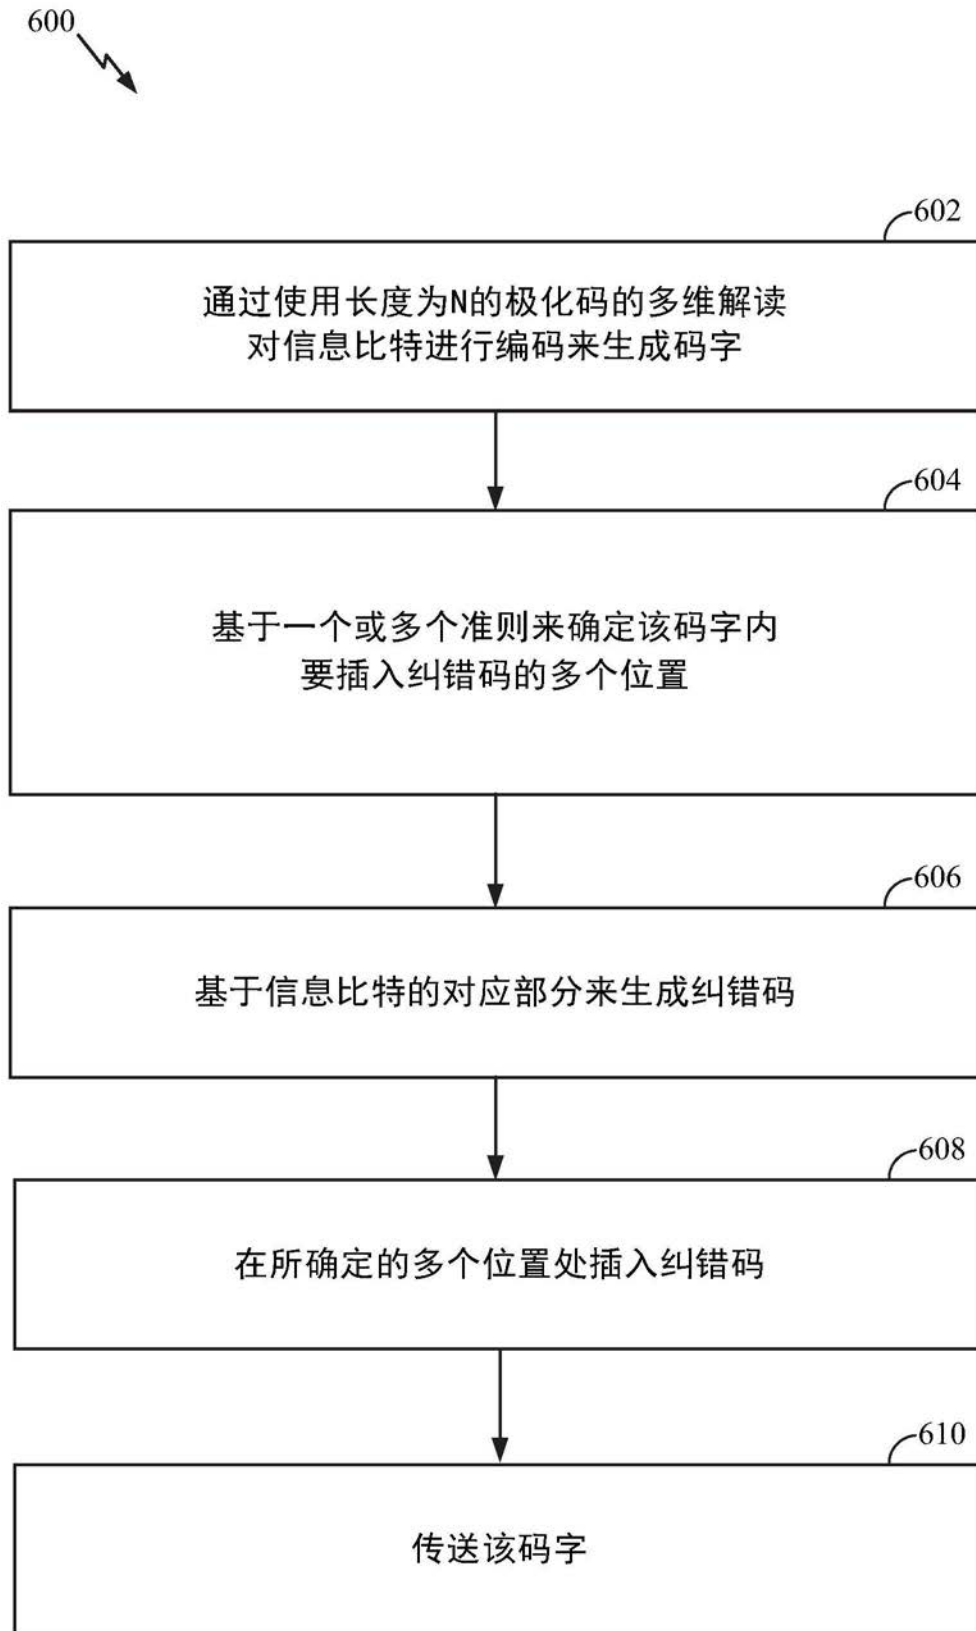 600
602
通过使用长度为N的极化码的多维解读
对信息比特进行编码来生成码字
604
基于一个或多个准则来确定该码字内
要插入纠错码的多个位置
606
基于信息比特的对应部分来生成纠错码
608
在所确定的多个位置处插入纠错码
610
传送该码字